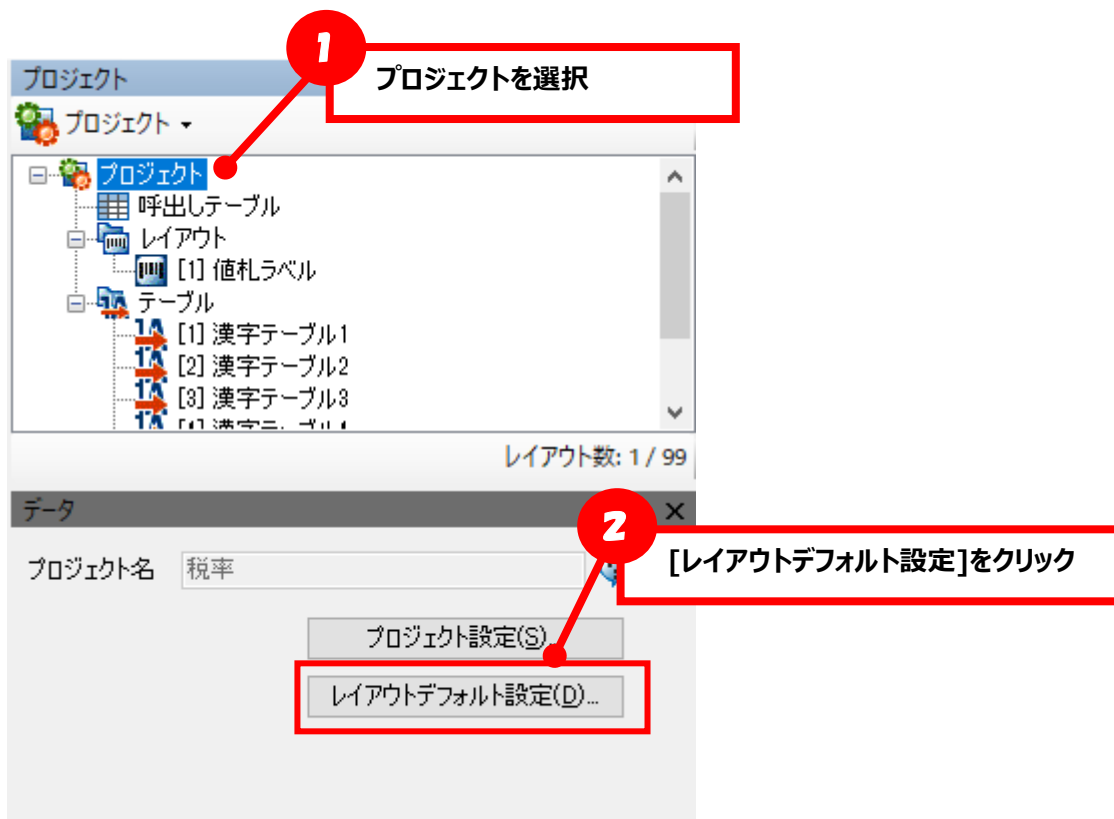 1
プロジェクトを選択
プロジェクト
プロジェクト
プロジェクト
呼出しテーブル
レイアウト
[1] 値札ラベル
テーブル
[1] 漢字テーブル1
[2] 漢字テーブル2
[3] 漢字テーブル3
レイアウト数: 1 / 99
データ
2
[レイアウトデフォルト設定]をクリック
プロジェクト名 税率
プロジェクト設定(S)...
レイアウトデフォルト設定(D)...